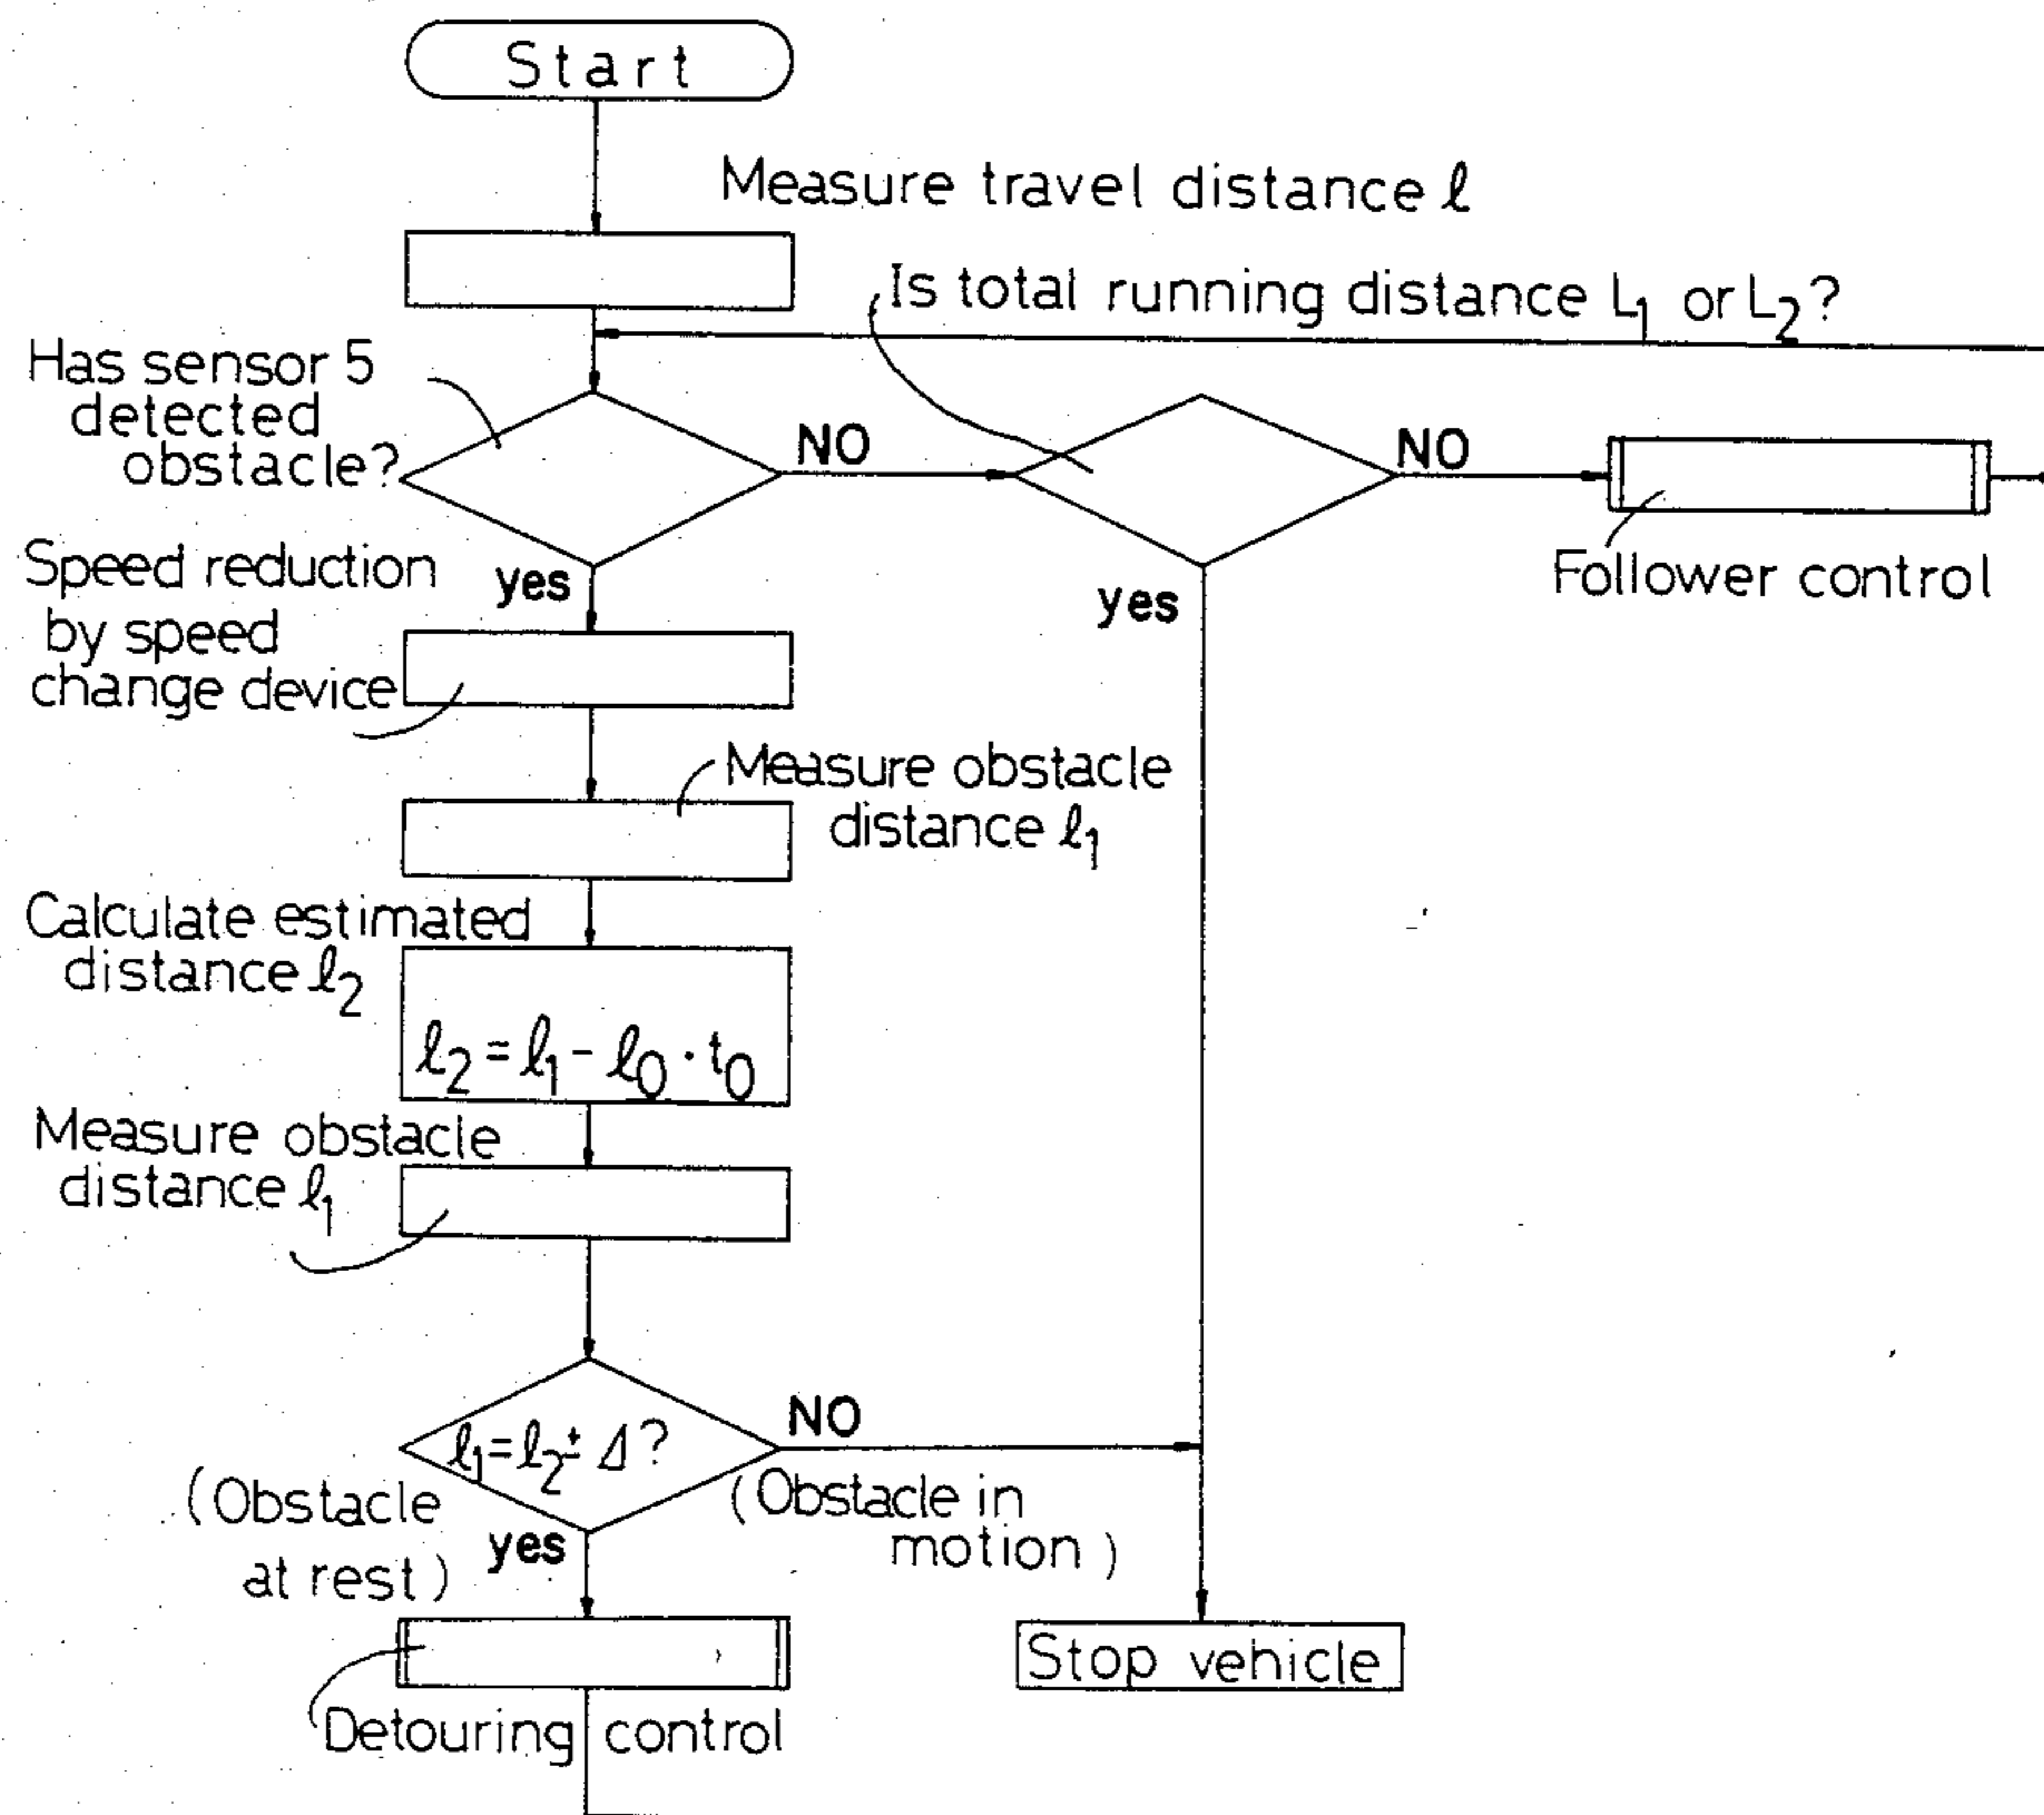 Start
Measure travel distance ℓ
Is total running distance L₁ or L₂?
Has sensor 5
detected
obstacle?
NO
NO
Follower control
Speed reduction
by speed
change device
yes
yes
Measure obstacle
distance ℓ₁
Calculate estimated
distance ℓ₂
ℓ₂ = ℓ₁ - ℓ₀ · t₀
Measure obstacle
distance ℓ₁
ℓ₁ = ℓ₂ ± Δ?
NO
(Obstacle
at rest)
yes
(Obstacle in
motion)
Stop vehicle
Detouring control